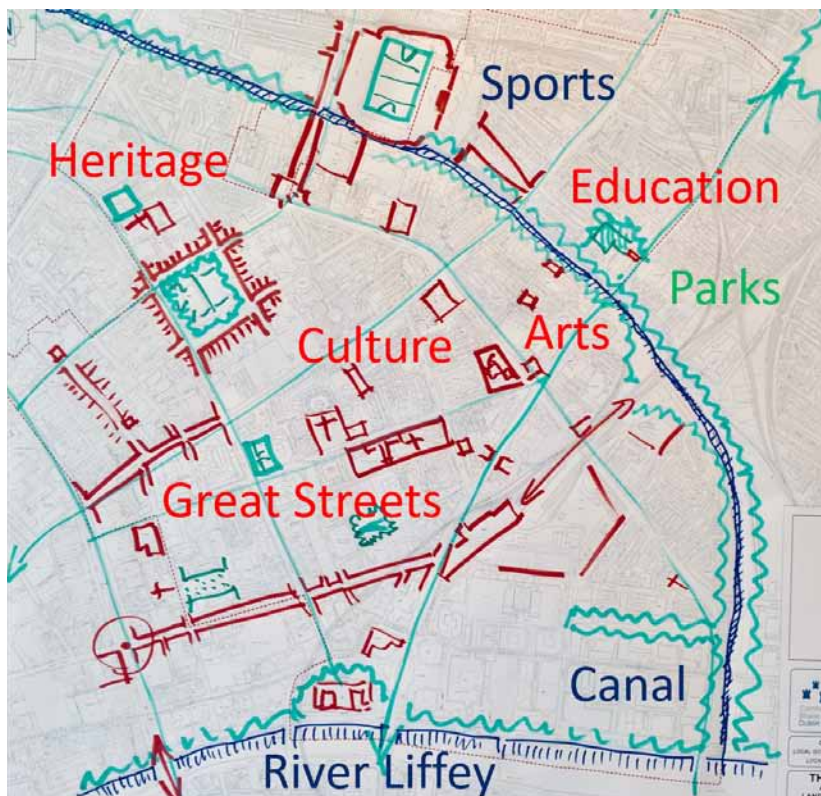 Sports
Heritage
Education
Parks
Arts
Culture
Great Streets
Canal
River Liffey